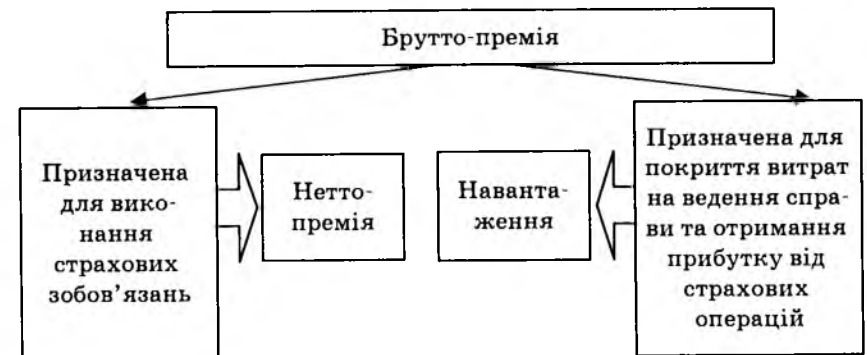 Брутто-премія
Призначена
для вико-
нання
страхових
зобов’язань
Нетто-
премія
Наванта-
ження
Призначена для
покриття витрат
на ведення спра-
ви та отримання
прибутку від
страхових
операцій